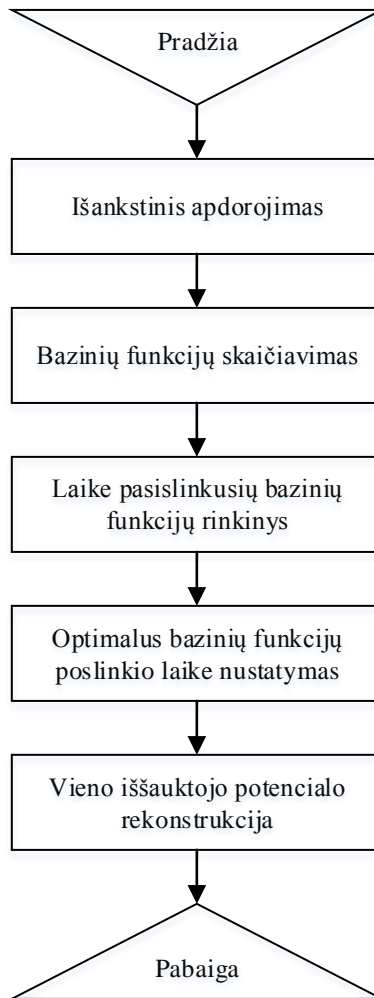 Pradžia
Išankstinis apdorojimas
Bazinių funkcijų skaičiavimas
Laike pasislinkusių bazinių
funkcijų rinkinys
Optimalus bazinių funkcijų
poslinkio laike nustatymas
Vieno iššauktojo potencialo
rekonstrukcija
Pabaiga